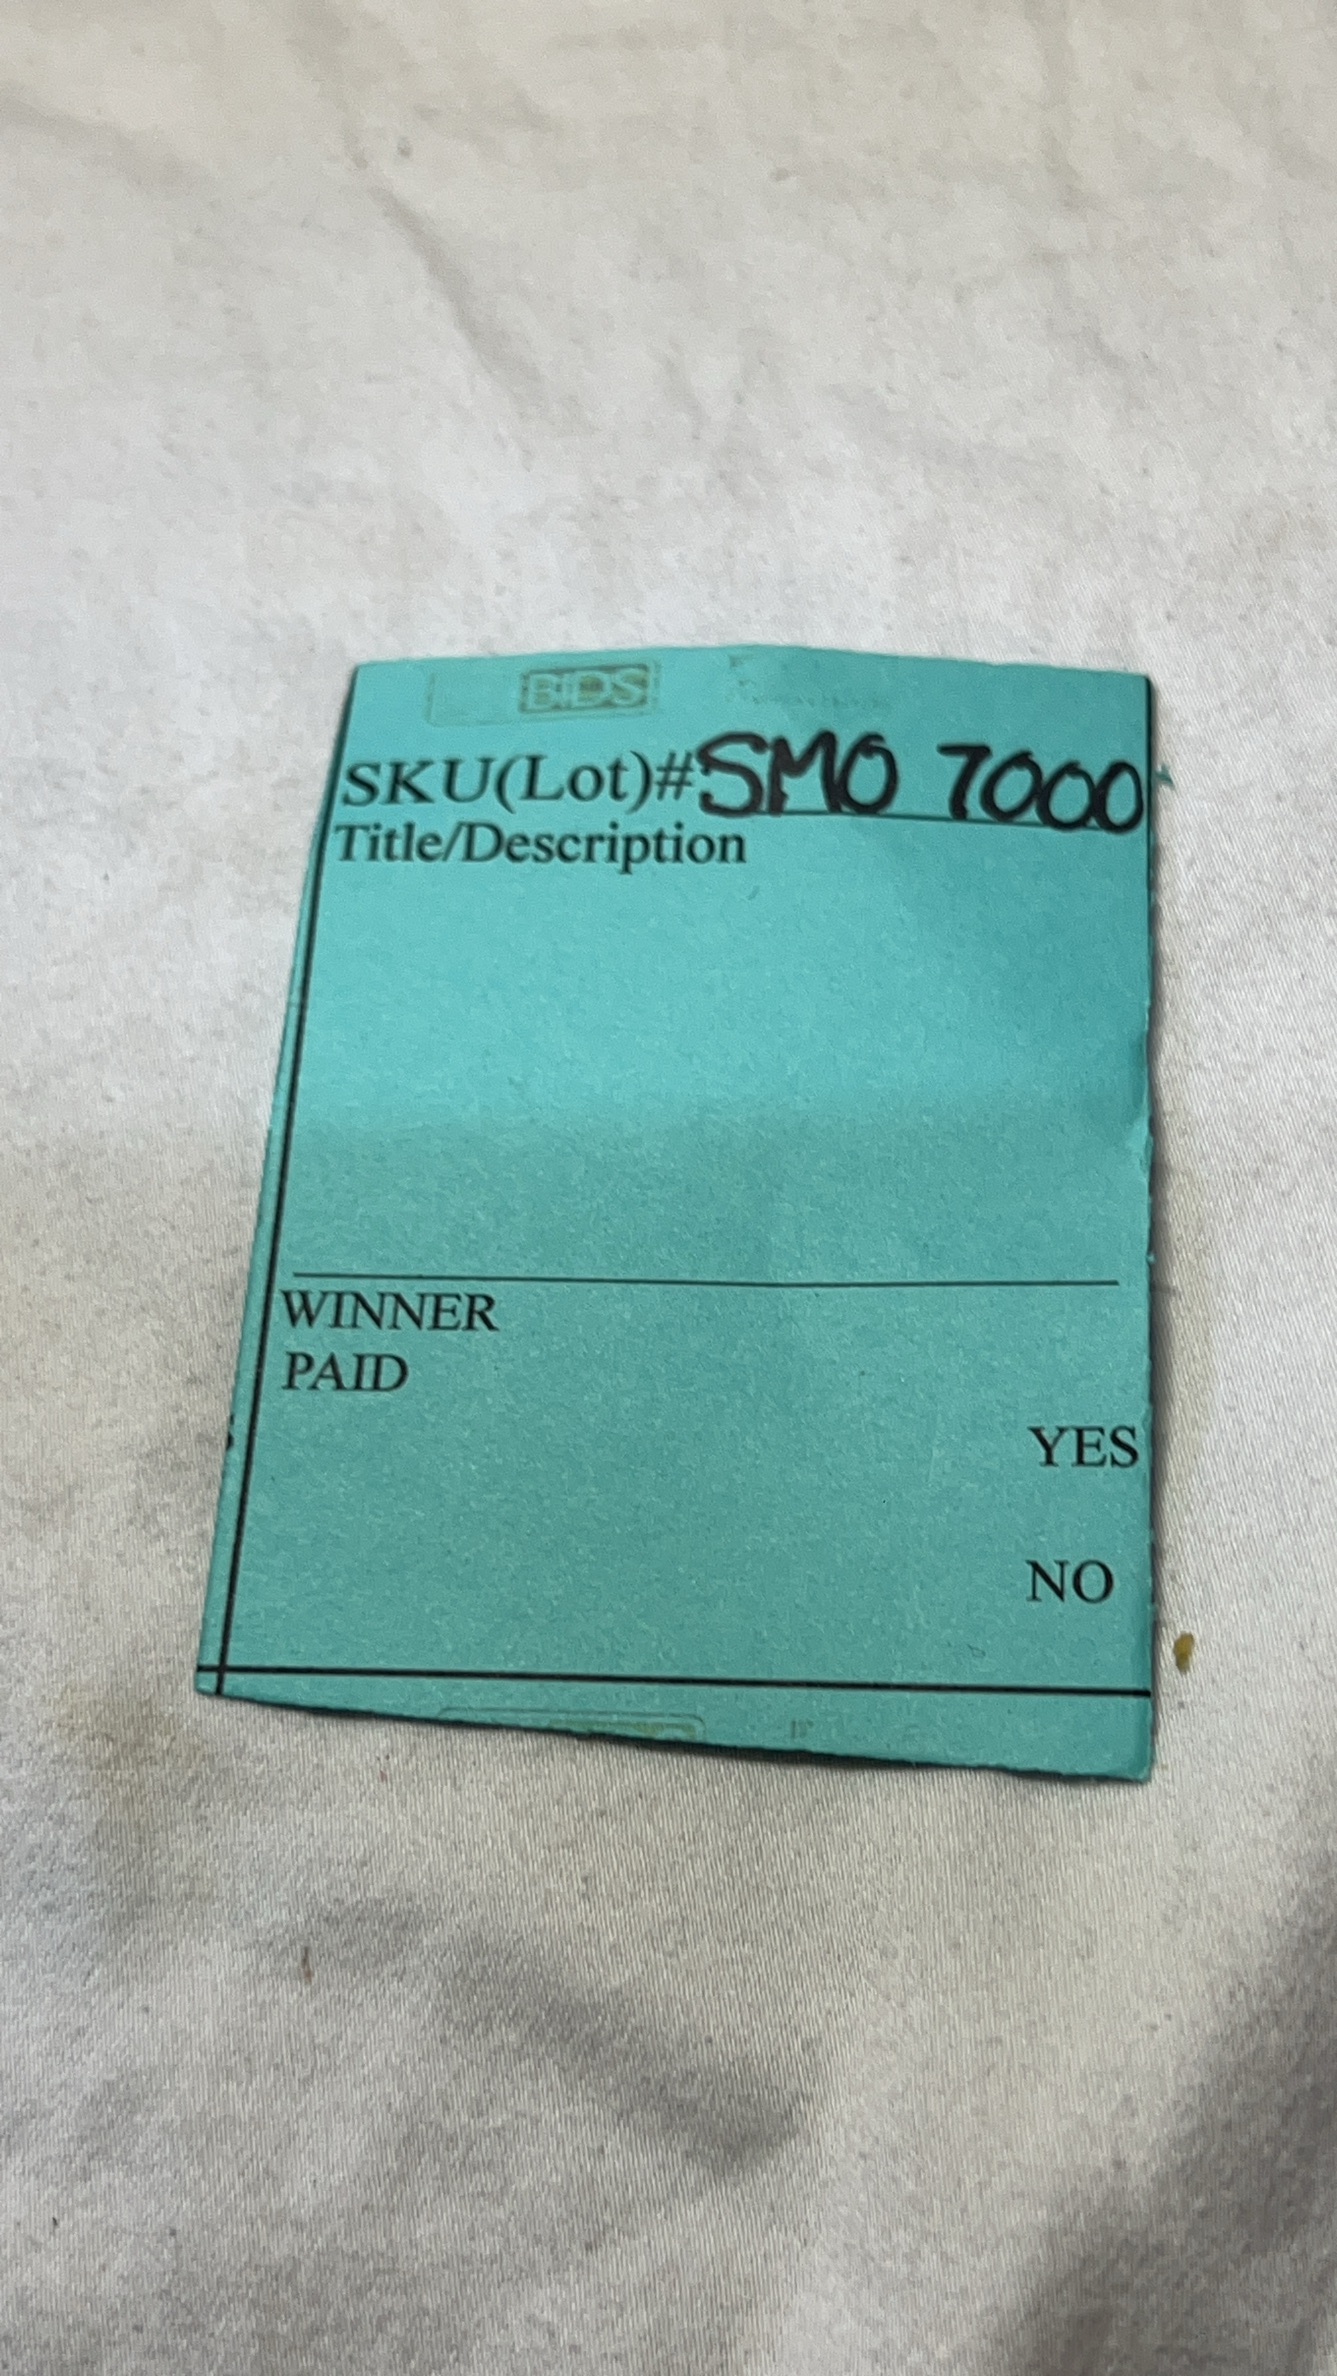 BIDS
SKU(Lot)#SMO 7000
Title/Description
WINNER
PAID
YES
NO